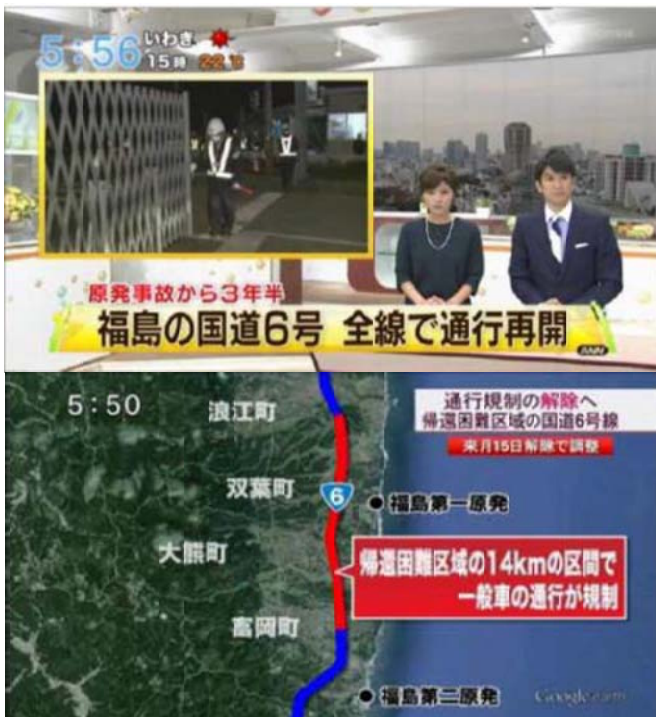 5:56
いわき
15時 22℃
原発事故から3年半
福島の国道6号 全線で通行再開
ANN
5:50
通行規制の解除へ
帰還困難区域の国道6号線
来月15日解除で調整
浪江町
双葉町
6
福島第一原発
大熊町
帰還困難区域の14kmの区間で
一般車の通行が規制
富岡町
福島第二原発
Google earth